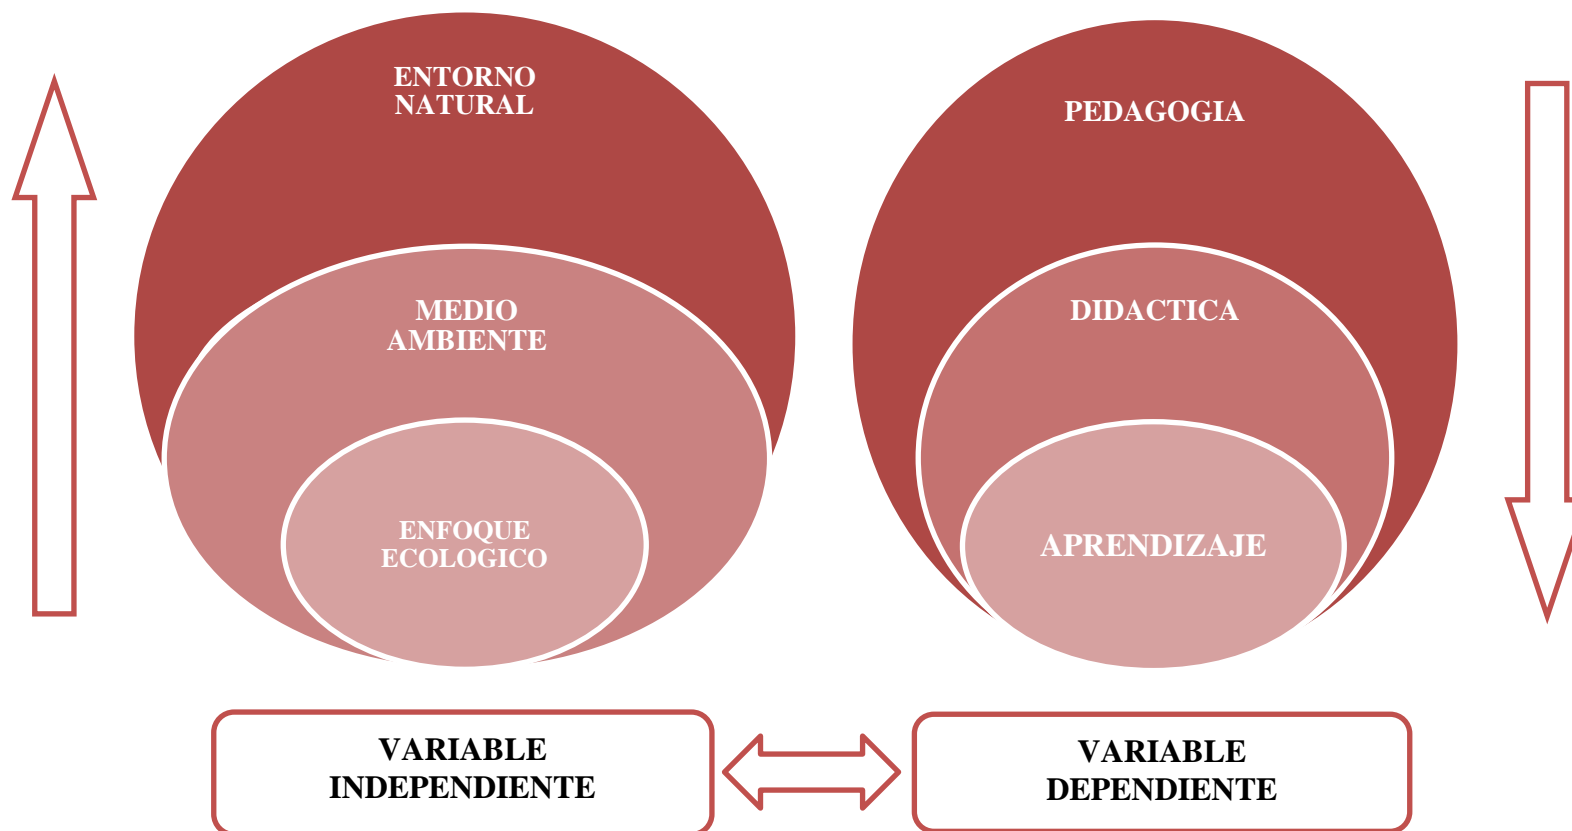 ENTORNO
NATURAL
MEDIO
AMBIENTE
ENFOQUE
ECOLOGICO
PEDAGOGIA
DIDACTICA
APRENDIZAJE
VARIABLE
INDEPENDIENTE
VARIABLE
DEPENDIENTE